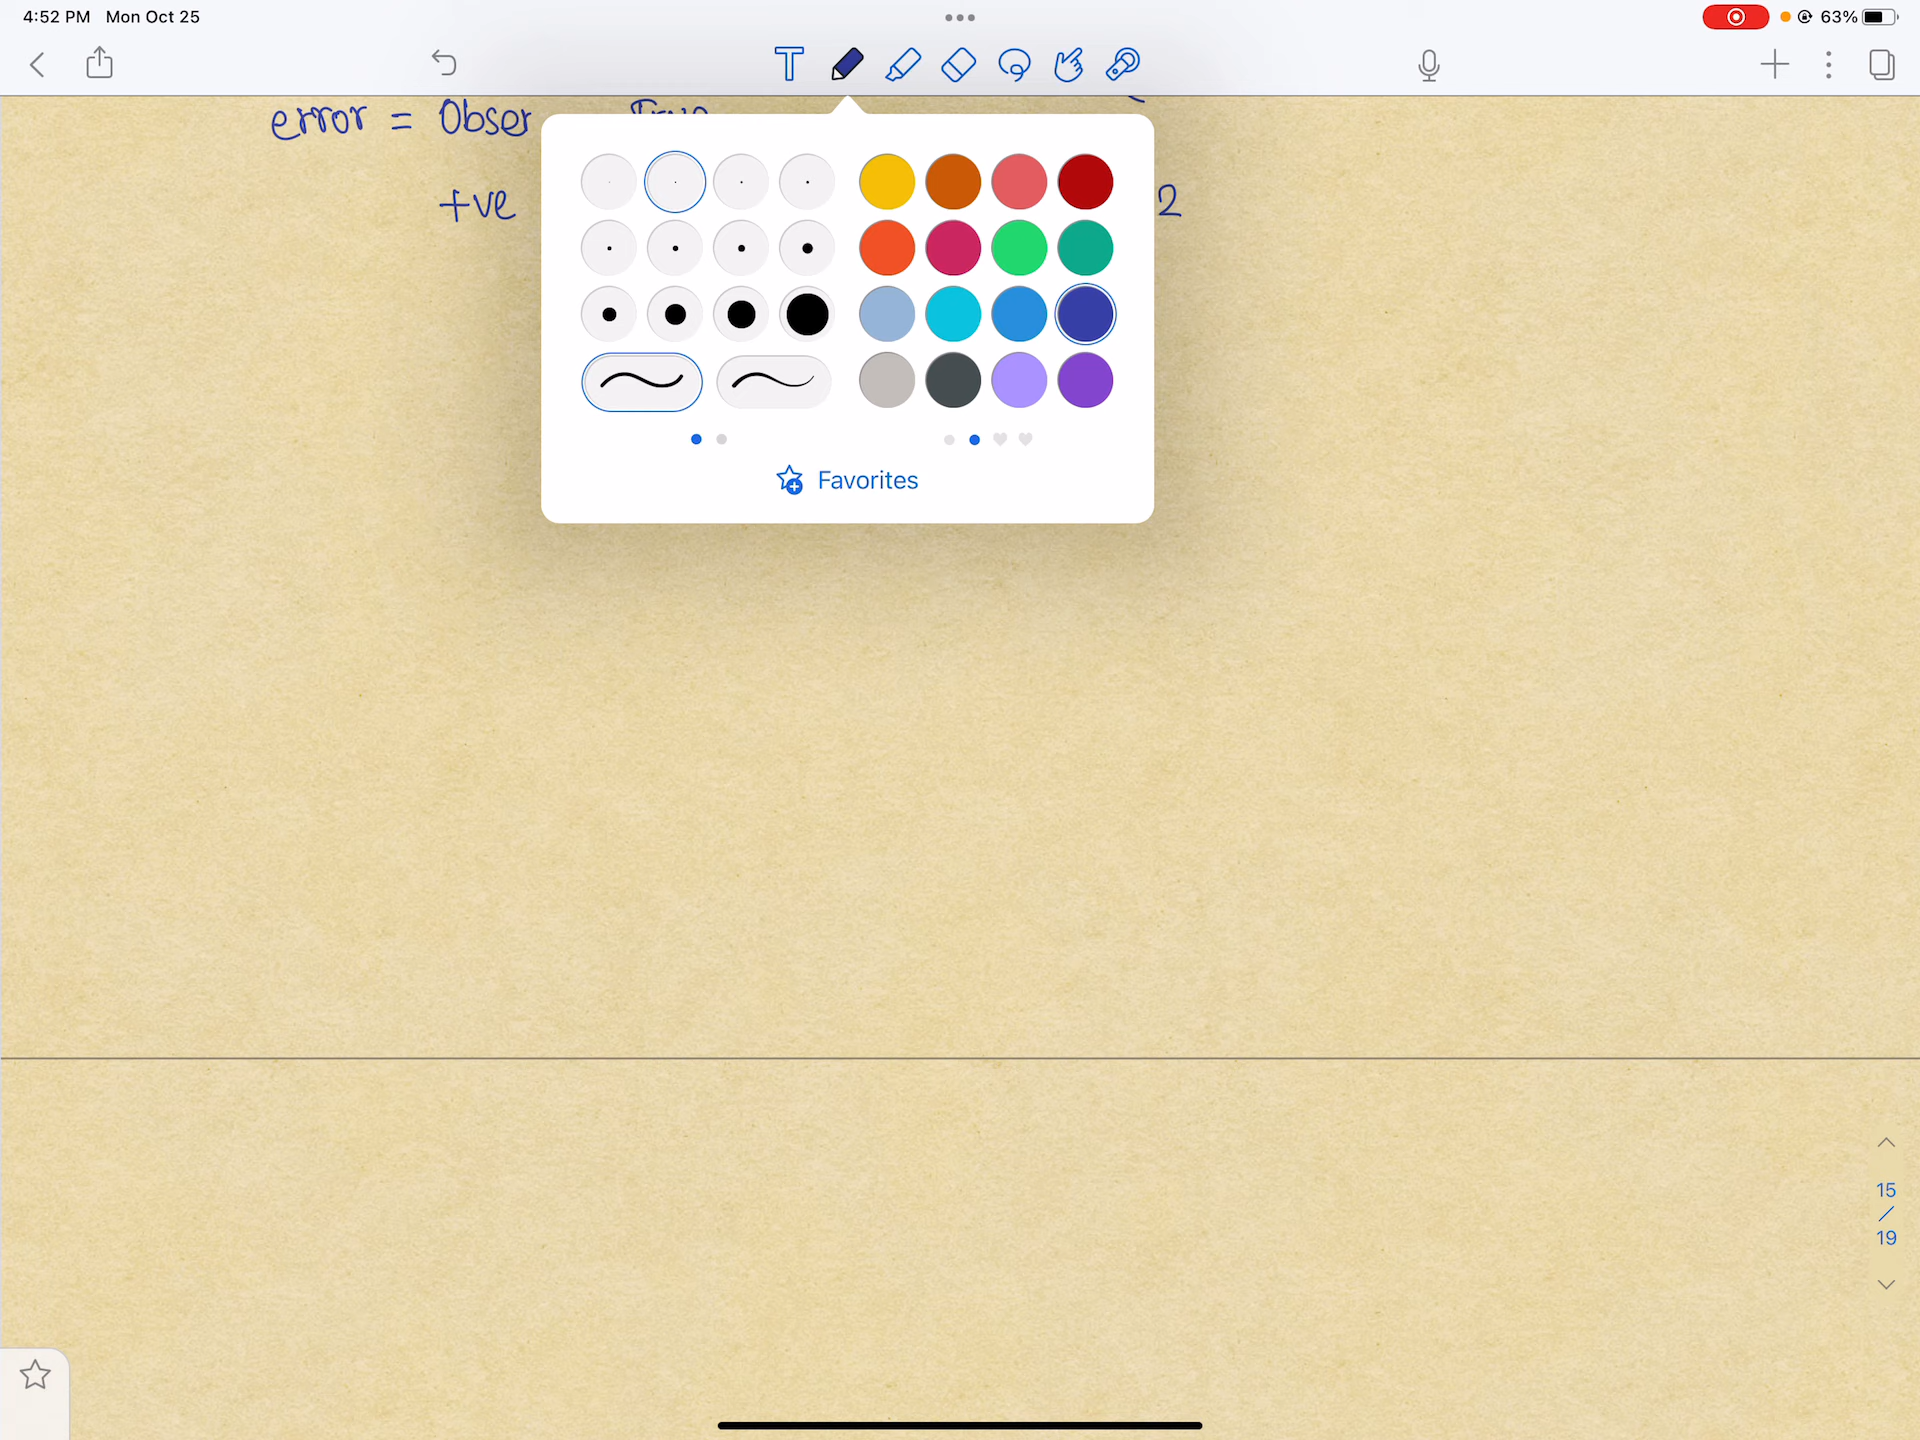 4:52 PM Mon Oct 25
63%
T
error = Obser
+ve
2
Favorites
15
/
19